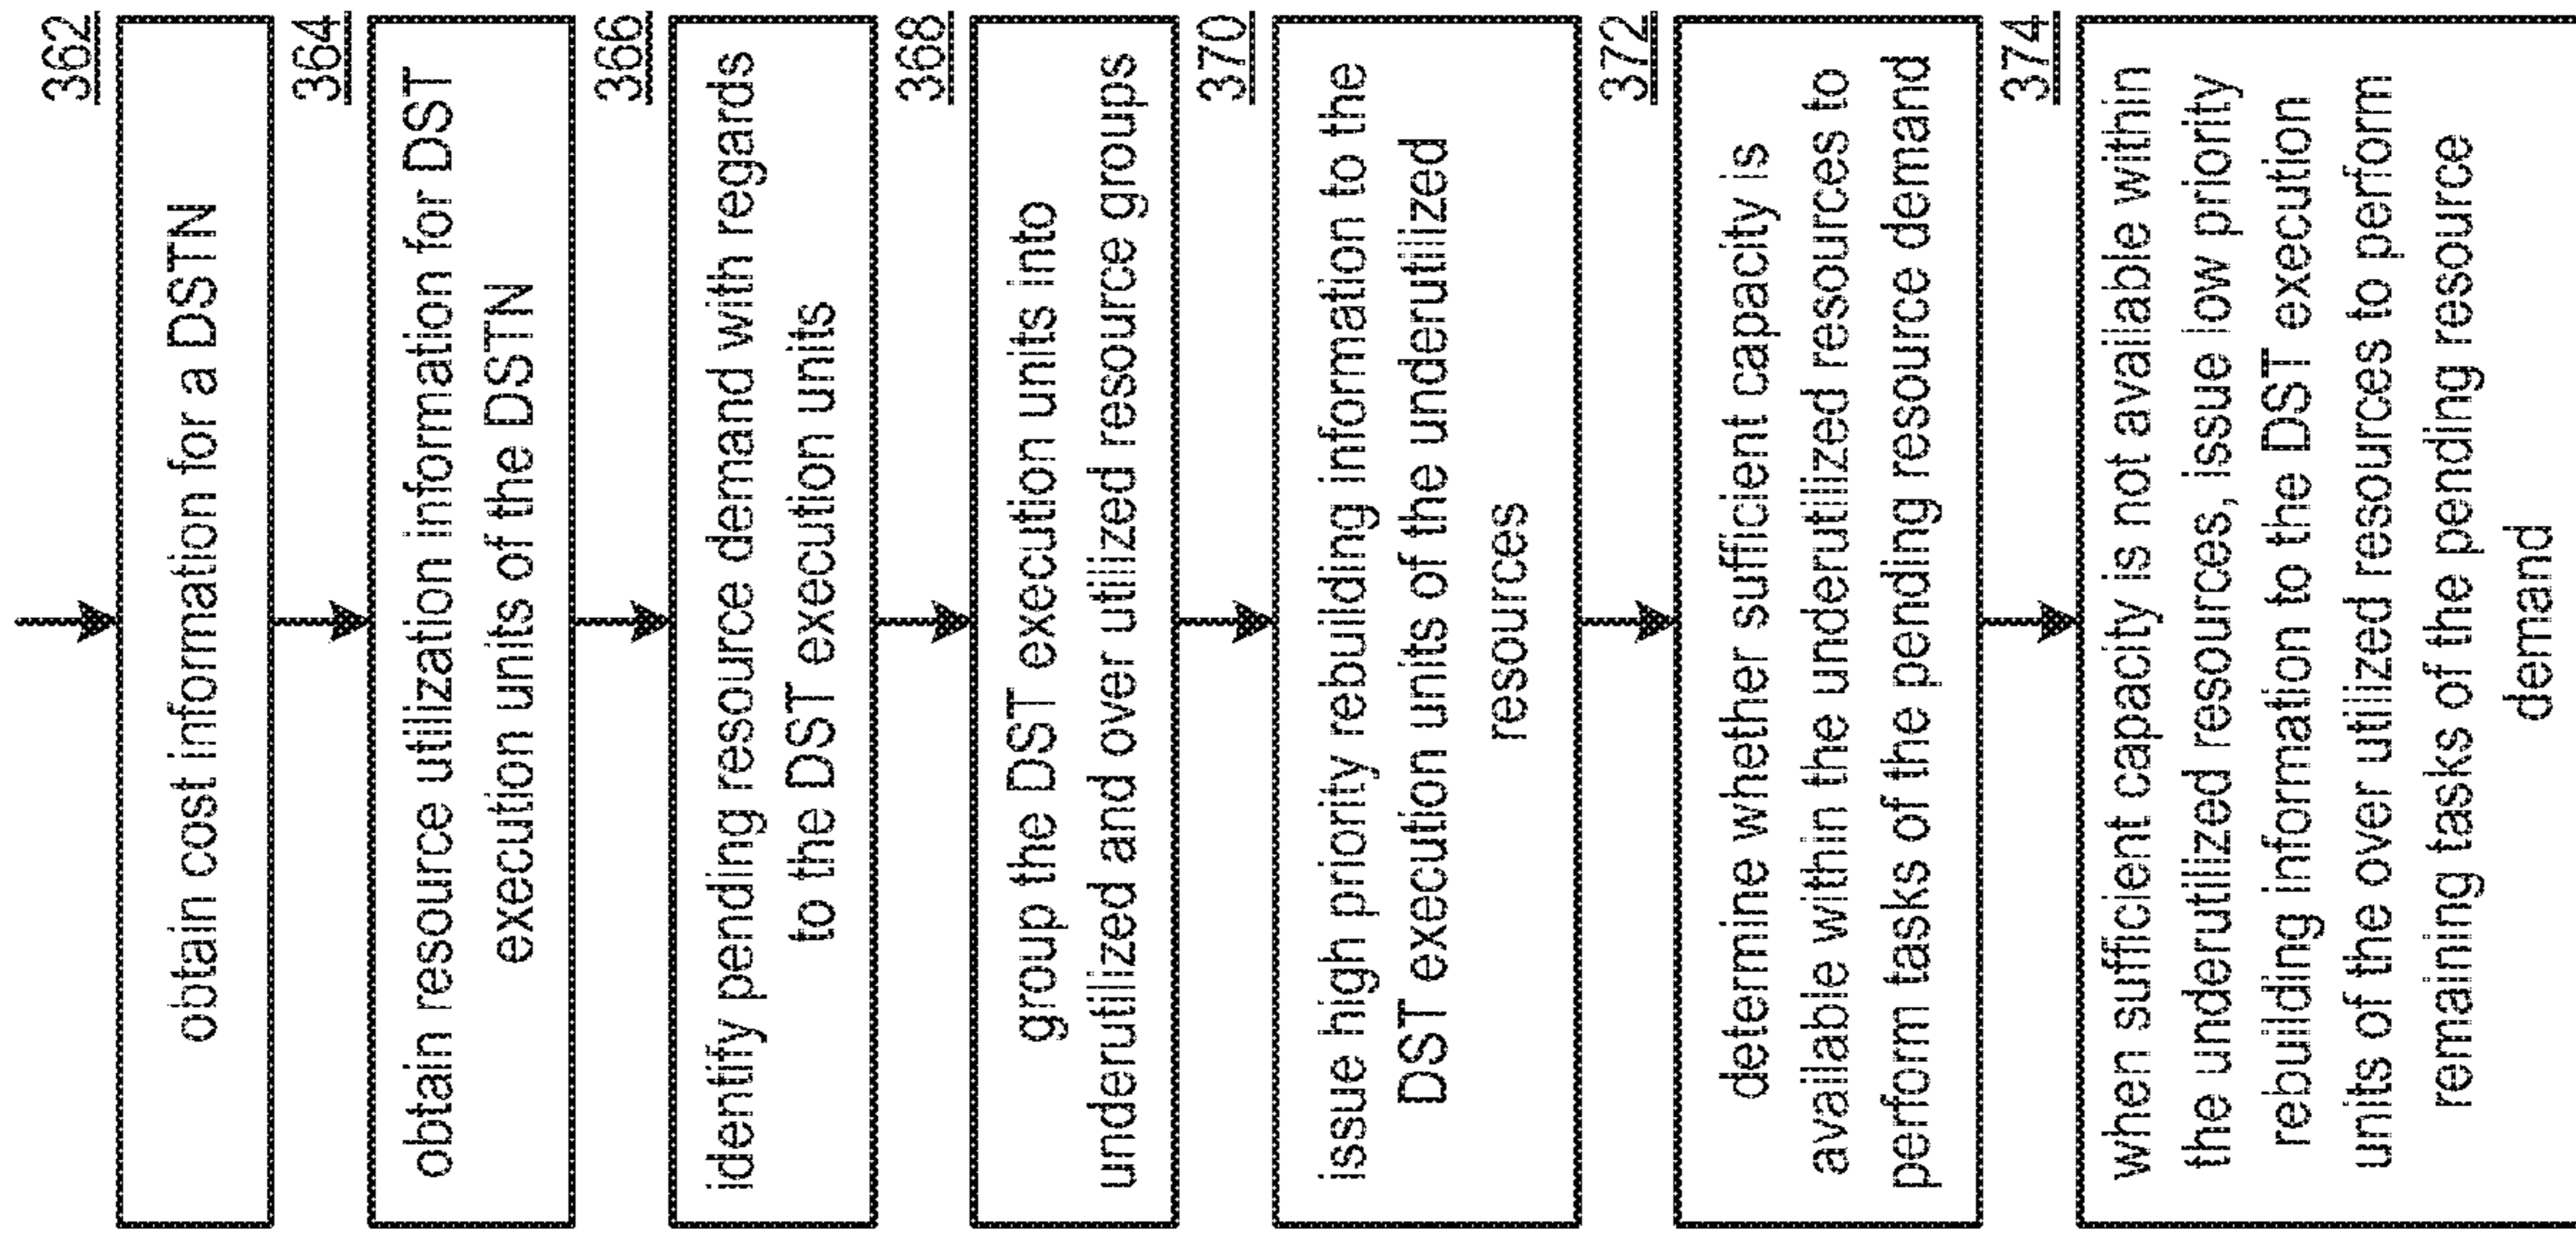 362
obtain cost information for a DSTN
364
obtain resource utilization information for DST
execution units of the DSTN
366
identify pending resource demand with regards
to the DST execution units
368
group the DST execution units into
underutilized and over utilized resource groups
370
issue high priority rebuilding information to the
DST execution units of the underutilized
resources
372
determine whether sufficient capacity is
available within the underutilized resources to
perform tasks of the pending resource demand
374
when sufficient capacity is not available within
the underutilized resources, issue low priority
rebuilding information to the DST execution
units of the over utilized resources to perform
remaining tasks of the pending resource
demand